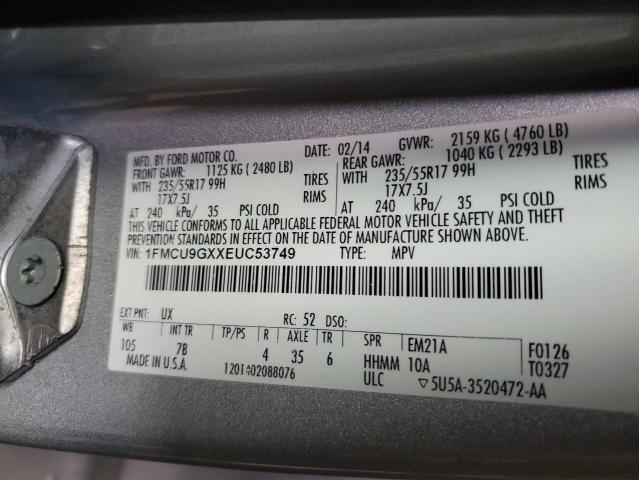 MFD. BY FORD MOTOR CO. 02/14 GVWR: 2159 KG ( 4760 LB)
FRONT GAWR: 1125 KG ( 2480 LB) REAR GAWR: 1040 KG ( 2293 LB)
WITH 235/55R17 99H TIRES WITH 235/55R17 99H TIRES
17X7.5J RIMS 17X7.5J RIMS
AT 240 kPa/ 35 PSI COLD AT 240 kPa/ 35 PSI COLD
THIS VEHICLE CONFORMS TO ALL APPLICABLE FEDERAL MOTOR VEHICLE SAFETY AND THEFT
PREVENTION STANDARDS IN EFFECT ON THE DATE OF MANUFACTURE SHOWN ABOVE.
VIN: 1FMCU9GXXEUC53749 TYPE: MPV
EXT PNT: UX RC: 52 DSO:
WB INT TR TP/PS R AXLE TR SPR EM21A F0126
105 7B 4 35 6 HHMM 10A T0327
MADE IN U.S.A. 1201402088076 ULC 5U5A-3520472-AA